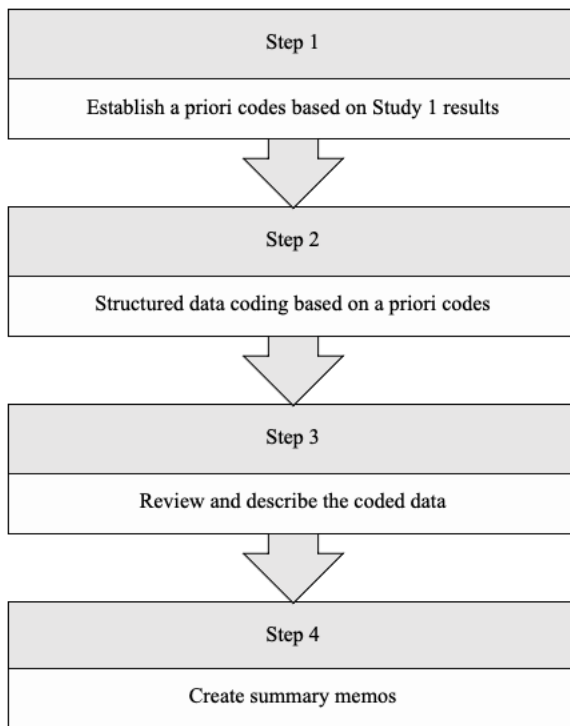 Step 1
Establish a priori codes based on Study 1 results
Step 2
Structured data coding based on a priori codes
Step 3
Review and describe the coded data
Step 4
Create summary memos